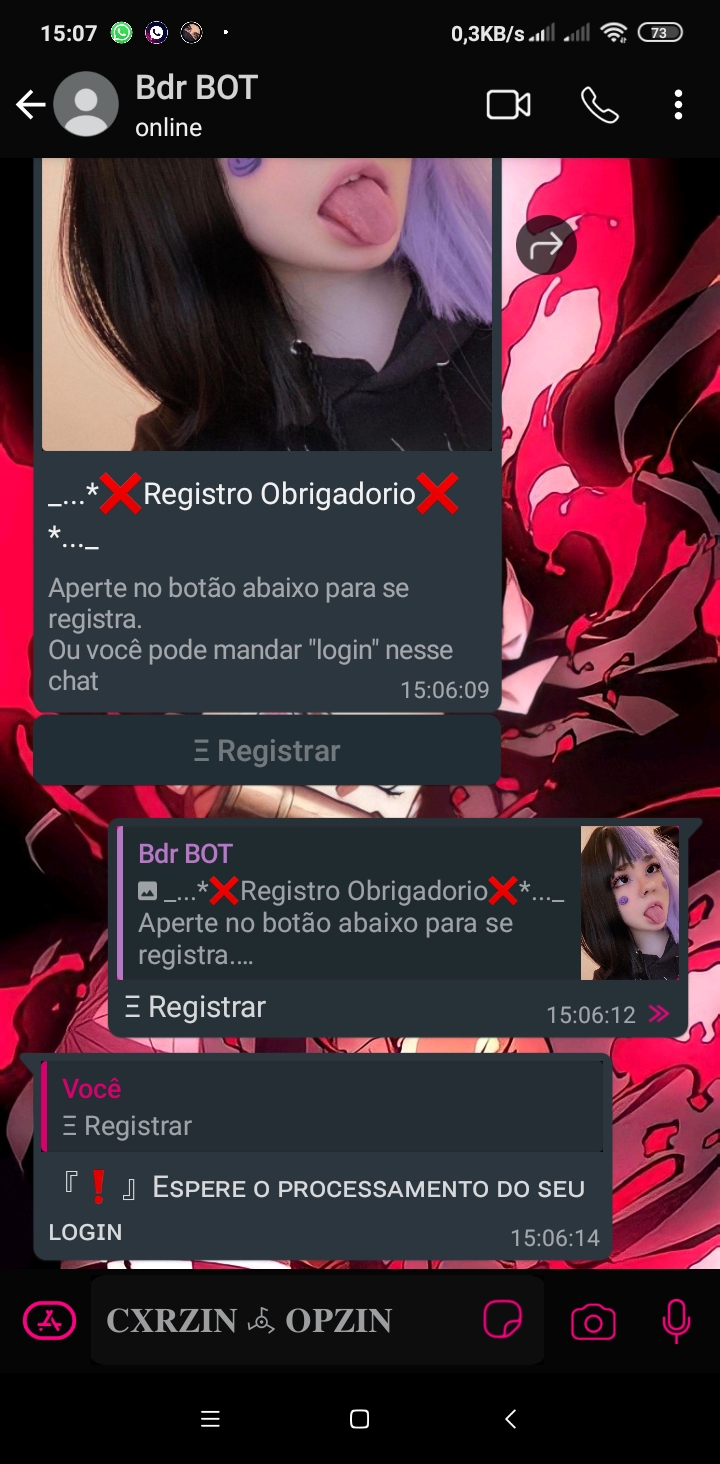 15:07
0,3KB/s
73
Bdr BOT
online
_...*❌Registro Obrigadorio❌
*..._
Aperte no botão abaixo para se
registra.
Ou você pode mandar "login" nesse
chat
15:06:09
Ξ Registrar
Bdr BOT
_...*❌Registro Obrigadorio❌*..._
Aperte no botão abaixo para se
registra....
Ξ Registrar
15:06:12
Você
Ξ Registrar
『❗』 Espere o processamento do seu
login
15:06:14
CXRZIN OPZIN